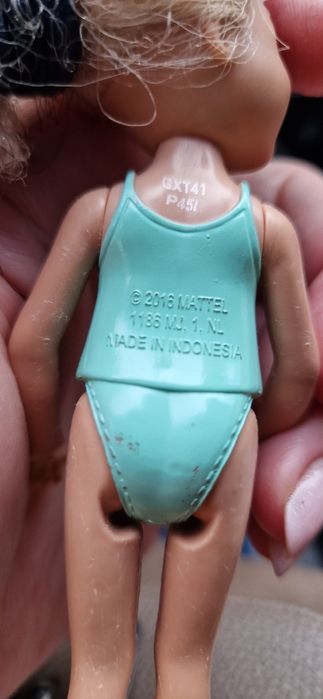 GXT41
P45I
© 2016 MATTEL
1186 MJ. 1. NL
MADE IN INDONESIA